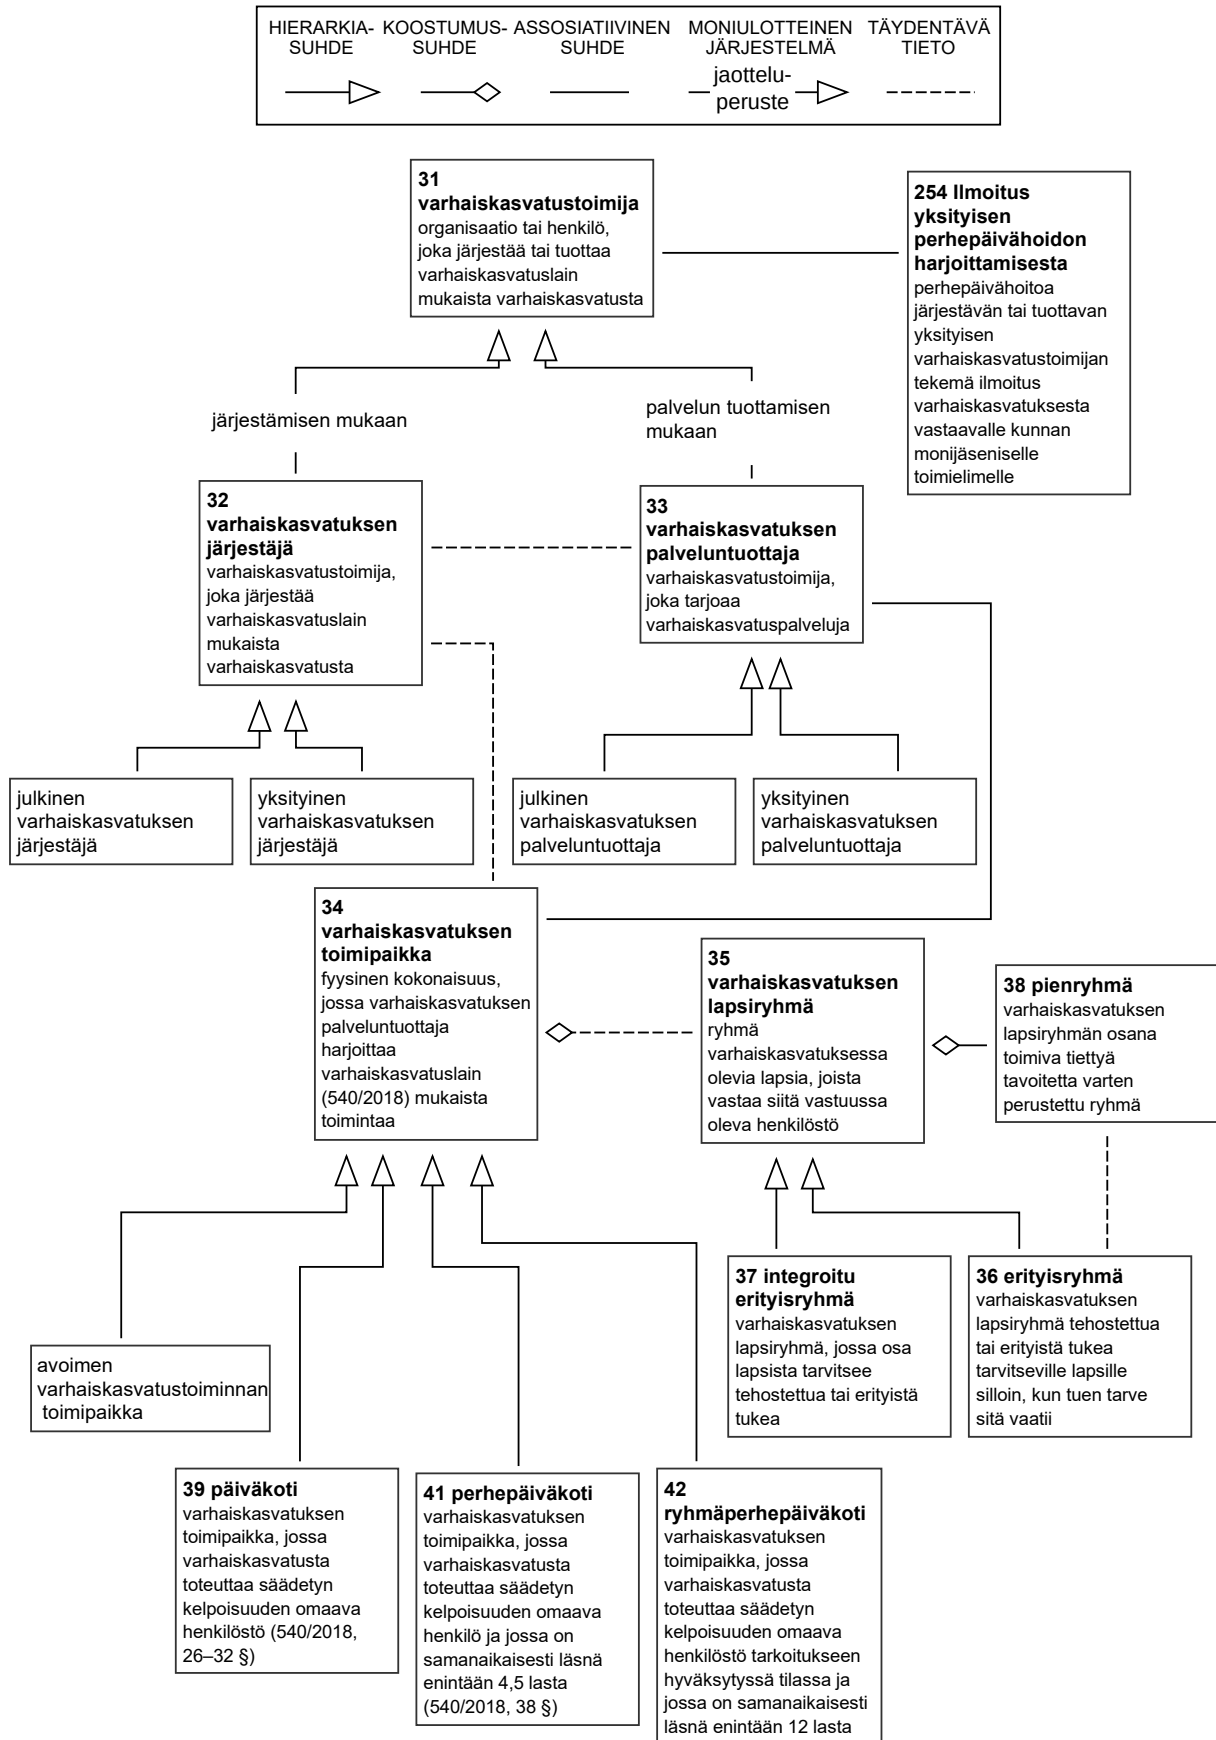 HIERARKIA-
SUHDE
KOOSTUMUS-
SUHDE
ASSOSIATIIVINEN
SUHDE
MONIULOTTEINEN
JÄRJESTELMÄ
TÄYDENTÄVÄ
TIETO
jaottelu-
peruste
31
varhaiskasvatustoimija
organisaatio tai henkilö,
joka järjestää tai tuottaa
varhaiskasvatuslain
mukaista varhaiskasvatusta
254 Ilmoitus
yksityisen
perhepäivähoidon
harjoittamisesta
perhepäivähoitoa
järjestävän tai tuottavan
yksityisen
varhaiskasvatustoimijan
tekemä ilmoitus
varhaiskasvatuksesta
vastaavalle kunnan
monijäseniselle
toimielimelle
järjestämisen mukaan
palvelun tuottamisen
mukaan
32
varhaiskasvatuksen
järjestäjä
varhaiskasvatustoimija,
joka järjestää
varhaiskasvatuslain
mukaista
varhaiskasvatusta
33
varhaiskasvatuksen
palveluntuottaja
varhaiskasvatustoimija,
joka tarjoaa
varhaiskasvatuspalveluja
julkinen
varhaiskasvatuksen
järjestäjä
yksityinen
varhaiskasvatuksen
järjestäjä
julkinen
varhaiskasvatuksen
palveluntuottaja
yksityinen
varhaiskasvatuksen
palveluntuottaja
34
varhaiskasvatuksen
toimipaikka
fyysinen kokonaisuus,
jossa varhaiskasvatuksen
palveluntuottaja
harjoittaa
varhaiskasvatuslain
(540/2018) mukaista
toimintaa
35
varhaiskasvatuksen
lapsiryhmä
ryhmä
varhaiskasvatuksessa
olevia lapsia, joista
vastaa siitä vastuussa
oleva henkilöstö
38 pienryhmä
varhaiskasvatuksen
lapsiryhmän osana
toimiva tiettyä
tavoitetta varten
perustettu ryhmä
37 integroitu
erityisryhmä
varhaiskasvatuksen
lapsiryhmä, jossa osa
lapsista tarvitsee
tehostettua tai erityistä
tukea
36 erityisryhmä
varhaiskasvatuksen
lapsiryhmä tehostettua
tai erityistä tukea
tarvitseville lapsille
silloin, kun tuen tarve
sitä vaatii
avoimen
varhaiskasvatustoiminnan
toimipaikka
39 päiväkoti
varhaiskasvatuksen
toimipaikka, jossa
varhaiskasvatusta
toteuttaa säädetyn
kelpoisuuden omaava
henkilöstö (540/2018,
26–32 §)
41 perhepäiväkoti
varhaiskasvatuksen
toimipaikka, jossa
varhaiskasvatusta
toteuttaa säädetyn
kelpoisuuden omaava
henkilö ja jossa on
samanaikaisesti läsnä
enintään 4,5 lasta
(540/2018, 38 §)
42
ryhmäperhepäiväkoti
varhaiskasvatuksen
toimipaikka, jossa
varhaiskasvatusta
toteuttaa säädetyn
kelpoisuuden omaava
henkilöstö tarkoitukseen
hyväksytyssä tilassa ja
jossa on samanaikaisesti
läsnä enintään 12 lasta